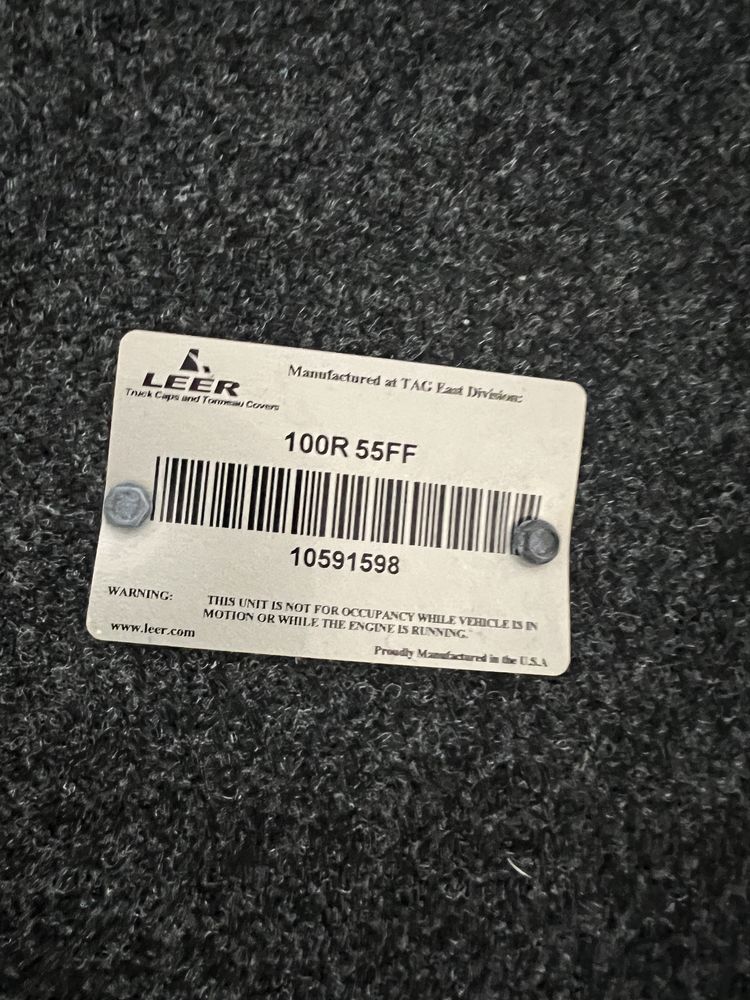 LEER
Truck Caps and Tonneau Covers
Manufactured at TAG East Division:
100R 55FF
10591598
WARNING: THIS UNIT IS NOT FOR OCCUPANCY WHILE VEHICLE IS IN
MOTION OR WHILE THE ENGINE IS RUNNING.
www.leer.com
Proudly Manufactured in the U.S.A